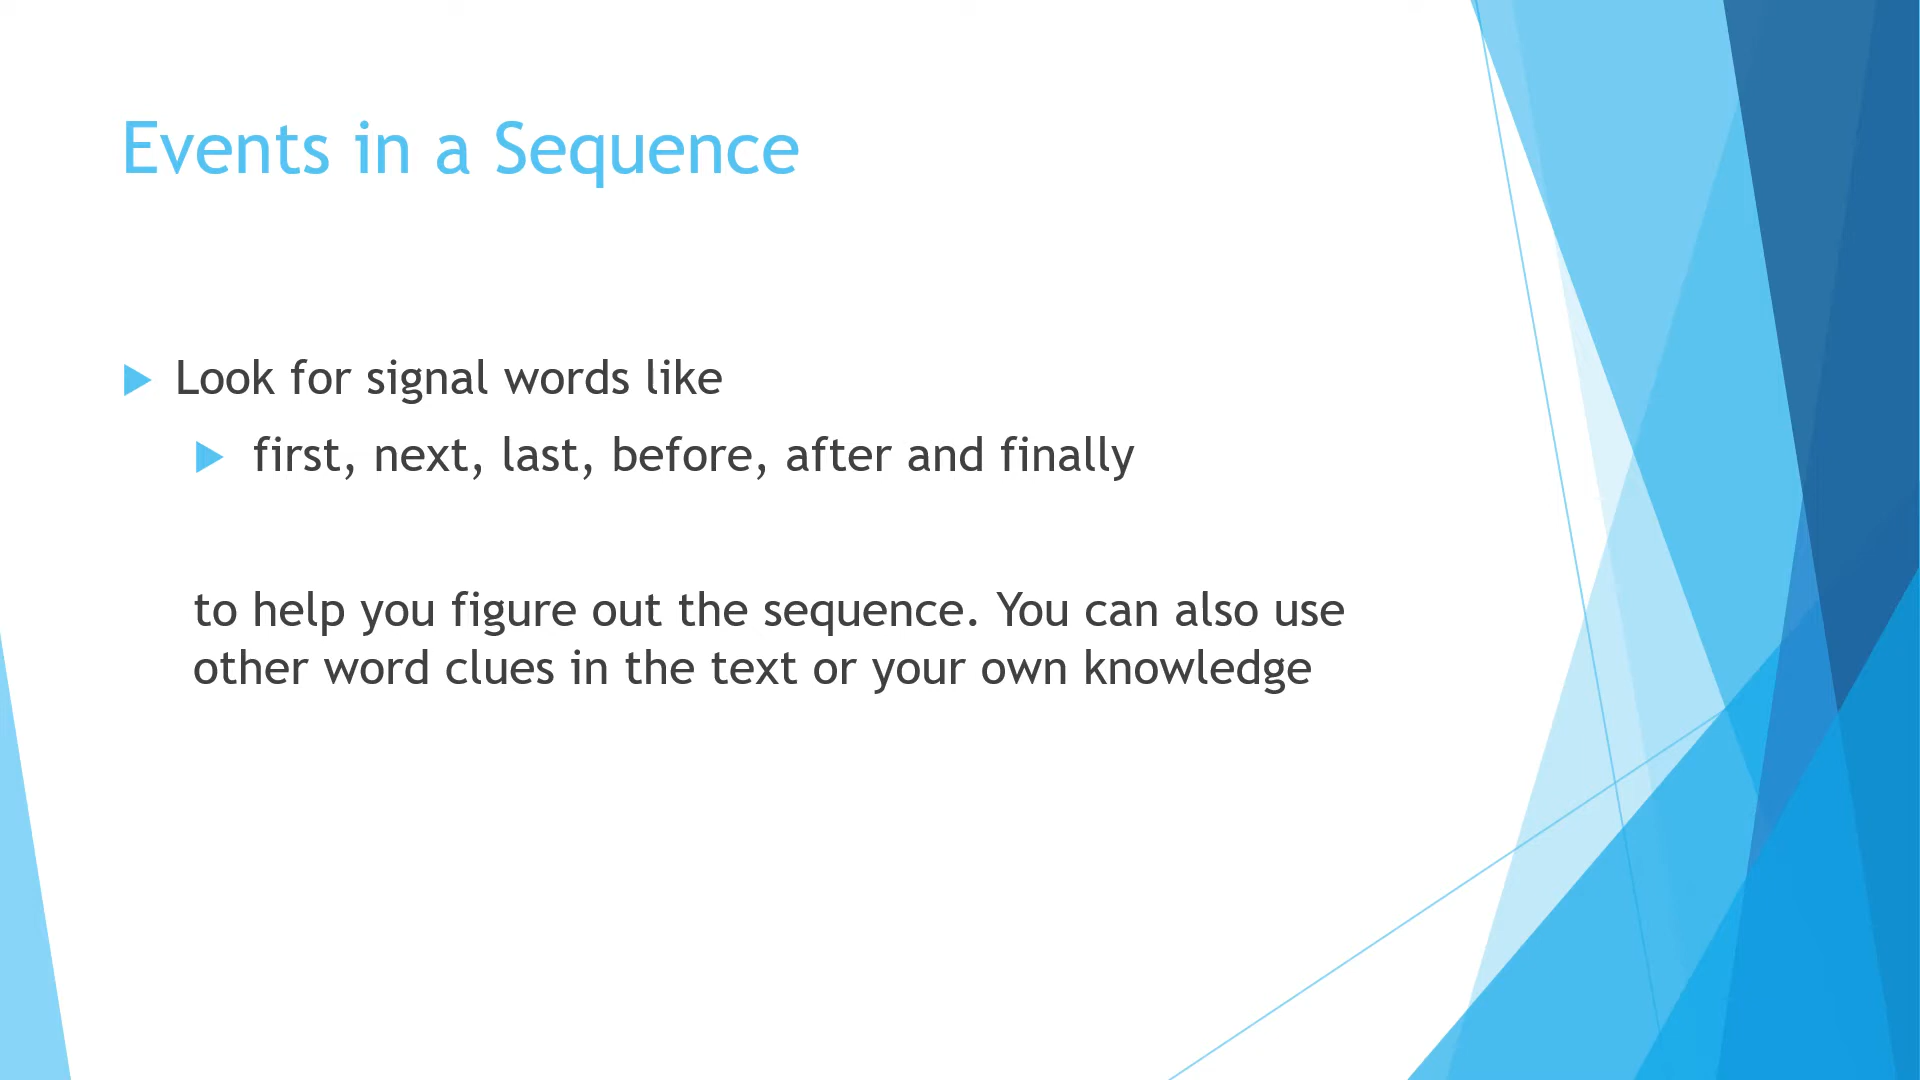 Events in a Sequence
Look for signal words like
first, next, last, before, after and finally
to help you figure out the sequence. You can also use
other word clues in the text or your own knowledge